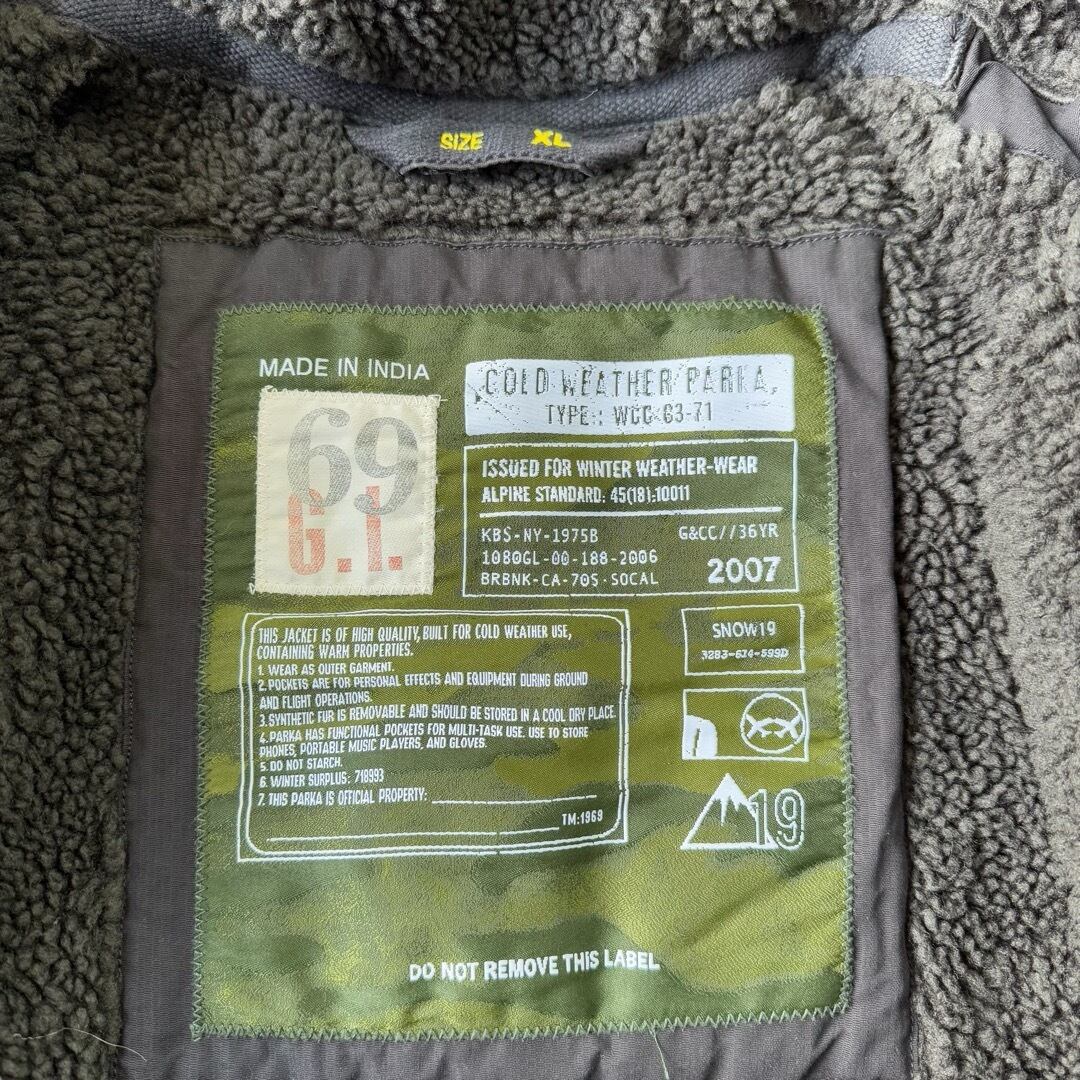 SIZE XL
MADE IN INDIA
69
G.I.
COLD WEATHER PARKA,
TYPE: WCC 63-71
ISSUED FOR WINTER WEATHER-WEAR
ALPINE STANDARD: 45(18):10011
KBS-NY-1975B G&CC//36YR
1080GL-00-188-2006
BRBNK-CA-70S·SOCAL 2007
THIS JACKET IS OF HIGH QUALITY, BUILT FOR COLD WEATHER USE,
CONTAINING WARM PROPERTIES.
1. WEAR AS OUTER GARMENT.
2. POCKETS ARE FOR PERSONAL EFFECTS AND EQUIPMENT DURING GROUND
AND FLIGHT OPERATIONS.
3. SYNTHETIC FUR IS REMOVABLE AND SHOULD BE STORED IN A COOL DRY PLACE.
4. PARKA HAS FUNCTIONAL POCKETS FOR MULTI-TASK USE. USE TO STORE
PHONES, PORTABLE MUSIC PLAYERS, AND GLOVES.
5. DO NOT STARCH.
6. WINTER SURPLUS: 718993
7. THIS PARKA IS OFFICIAL PROPERTY:
TM:1969
SNOW19
3283-614-599D
19
DO NOT REMOVE THIS LABEL